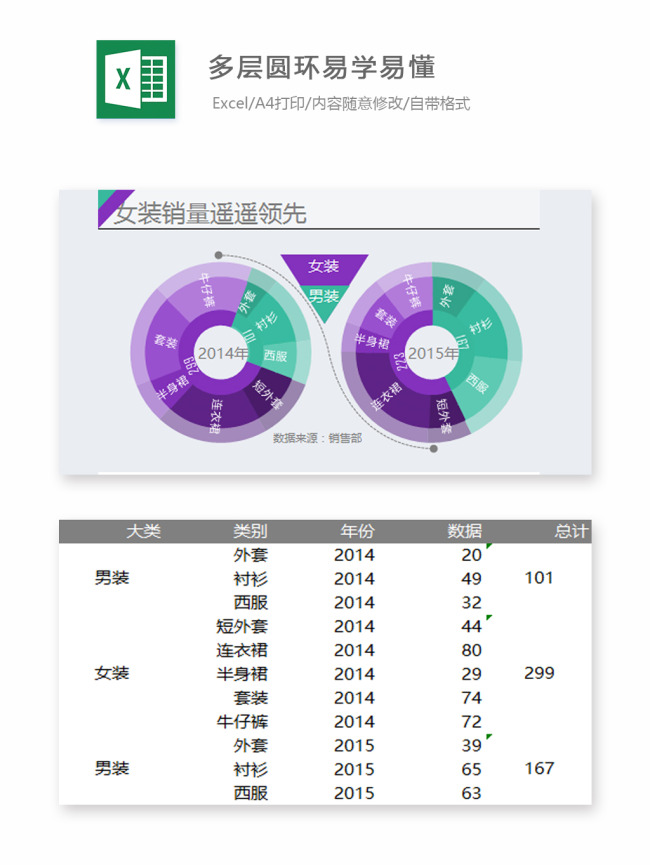 X
多层圆环易学易懂
Excel/A4打印/内容随意修改/自带格式
女装销量遥遥领先
女装
男装
牛仔裤
外套
衬衫
101
西服
短外套
连衣裙
半身裙
299
套装
2014年
牛仔裤
外套
衬衫
167
西服
短外套
连衣裙
半身裙
273
套装
2015年
数据来源：销售部
大类 类别 年份 数据 总计
外套 2014 20
男装 衬衫 2014 49 101
西服 2014 32
短外套 2014 44
连衣裙 2014 80
女装 半身裙 2014 29 299
套装 2014 74
牛仔裤 2014 72
外套 2015 39
男装 衬衫 2015 65 167
西服 2015 63